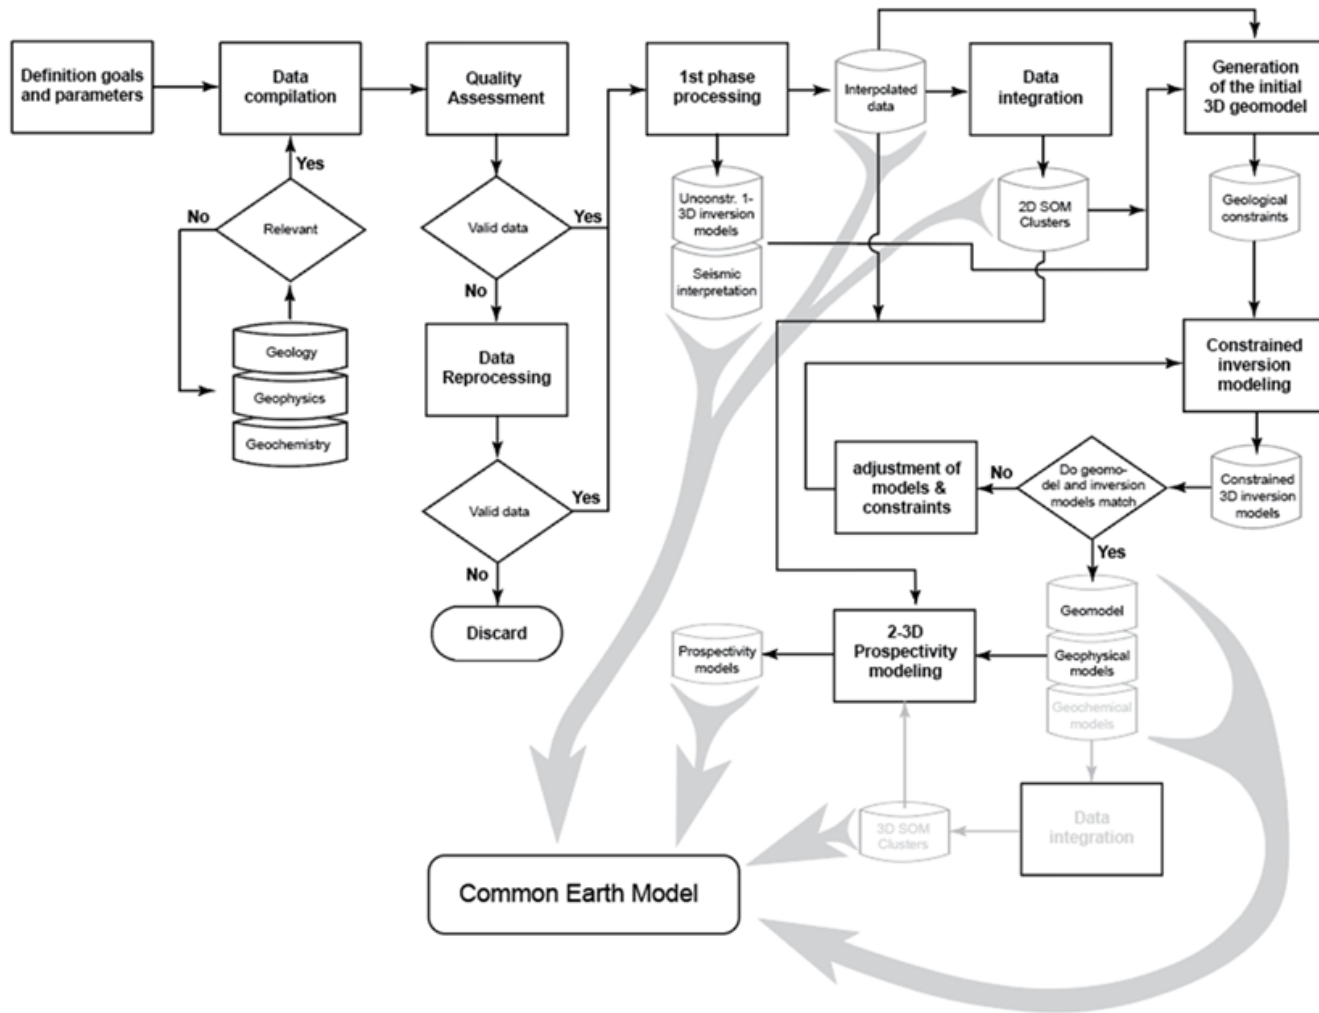 Definition goals
and parameters
Data
compilation
Quality
Assessment
1st phase
processing
Interpolated
data
Data
integration
Generation
of the initial
3D geomodel
Yes
No
Relevant
Geology
Geophysics
Geochemistry
Valid data
Yes
No
Data
Reprocessing
Valid data
Yes
No
Discard
Unconstr. 1-
3D inversion
models
Seismic
interpretation
2D SOM
Clusters
Geological
constraints
Constrained
inversion
modeling
Constrained
3D inversion
models
Do geomo-
del and inversion
models match
No
adjustment of
models &
constraints
Yes
Geomodel
Geophysical
models
Geochemical
models
2-3D
Prospectivity
modeling
Prospectivity
models
Data
integration
3D SOM
Clusters
Common Earth Model